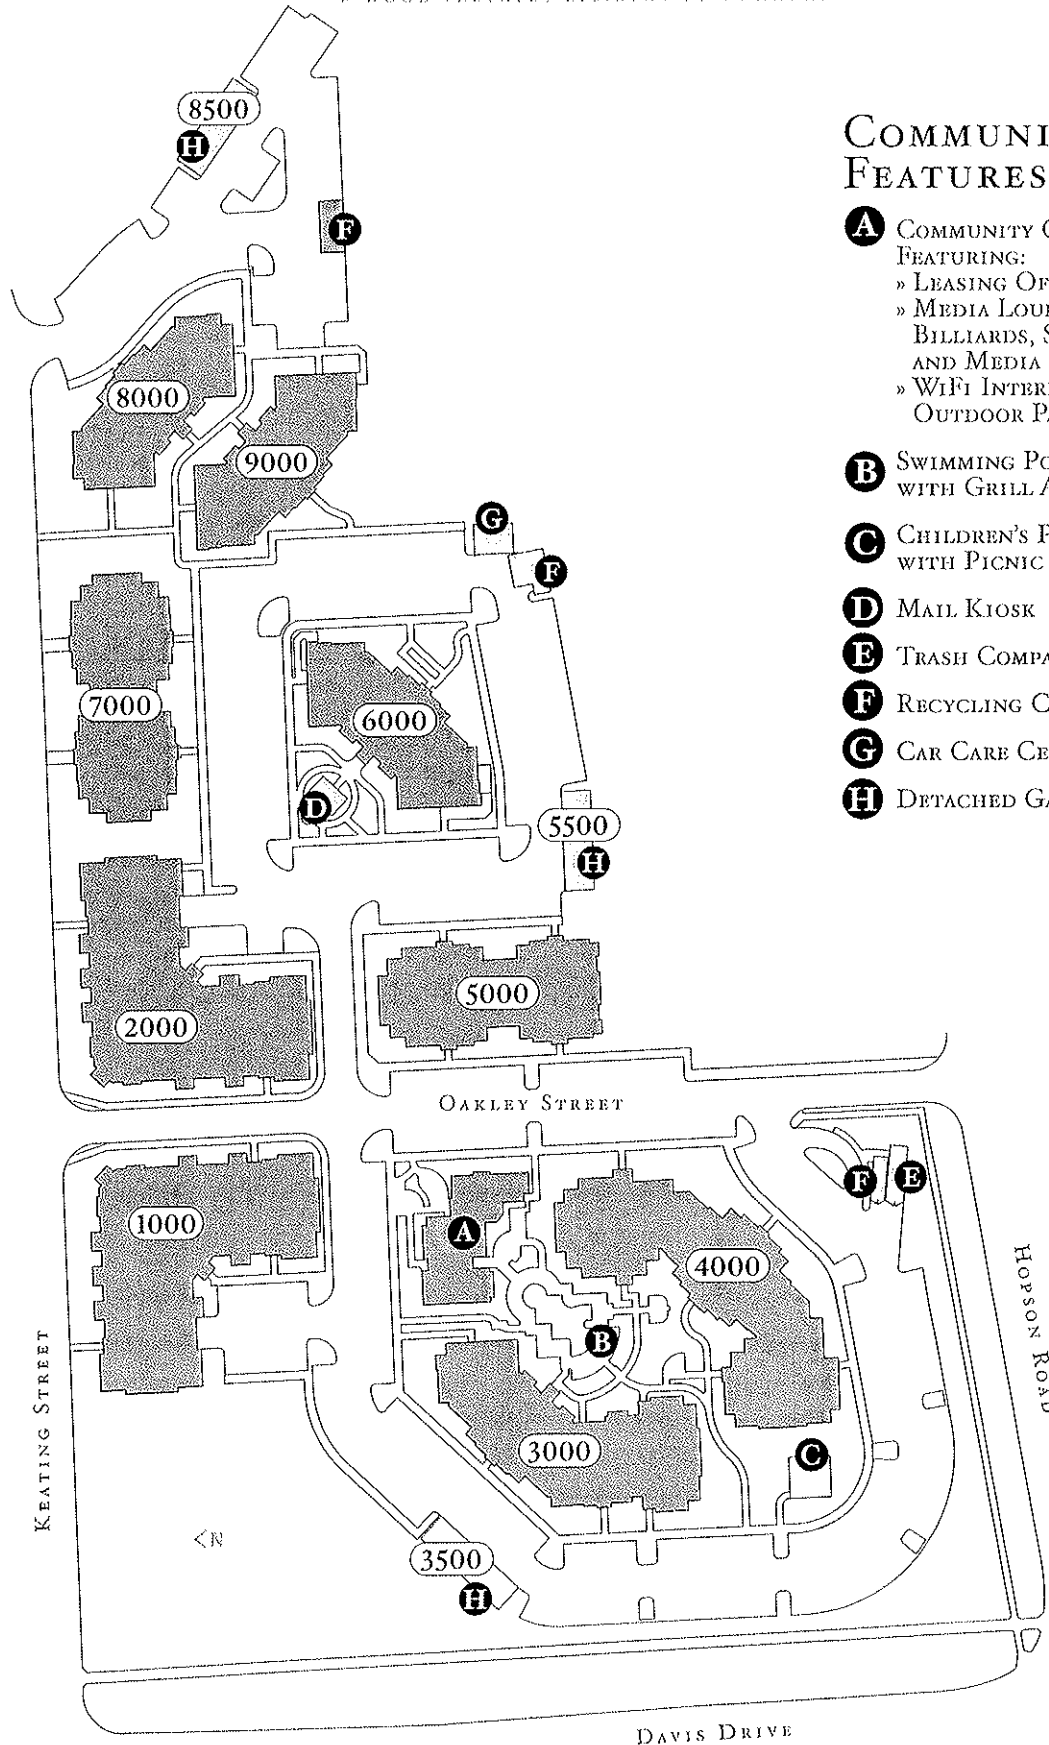 8500
H
F
8000
9000
G
F
7000
6000
D
5500
H
5000
2000
OAKLEY STREET
1000
A
F
E
4000
B
3000
C
3500
H
<N
KEATING STREET
HOPSON ROAD
DAVIS DRIVE
COMMUNI
FEATURES
A COMMUNITY
FEATURING:
» LEASING OF
» MEDIA LOU
BILLIARDS, S
AND MEDIA
» WIFI INTER
OUTDOOR PA
B SWIMMING PO
WITH GRILL A
C CHILDREN'S P
WITH PICNIC
D MAIL KIOSK
E TRASH COMPA
F RECYCLING C
G CAR CARE CE
H DETACHED GA